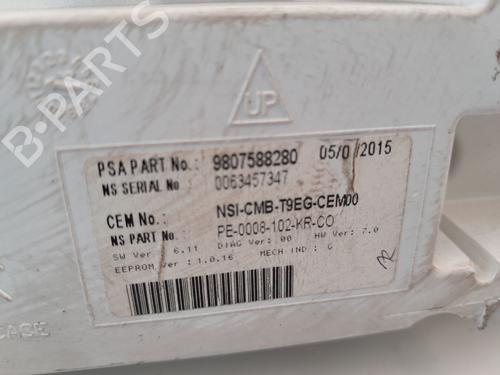 UP
PSA PART No.: 9807588280 05/0 /2015
NS SERIAL No: 0063457347
CEM No.: NSI-CMB-T9EG-CEM00
NS PART No.: PE-0008-102-KR-CO
SW Ver 6.11 DIAG Ver: .00 HW Ver: 7.0
EEPROM Ver : 1.0.16 MECH IND : G
CASE
B-PARTS